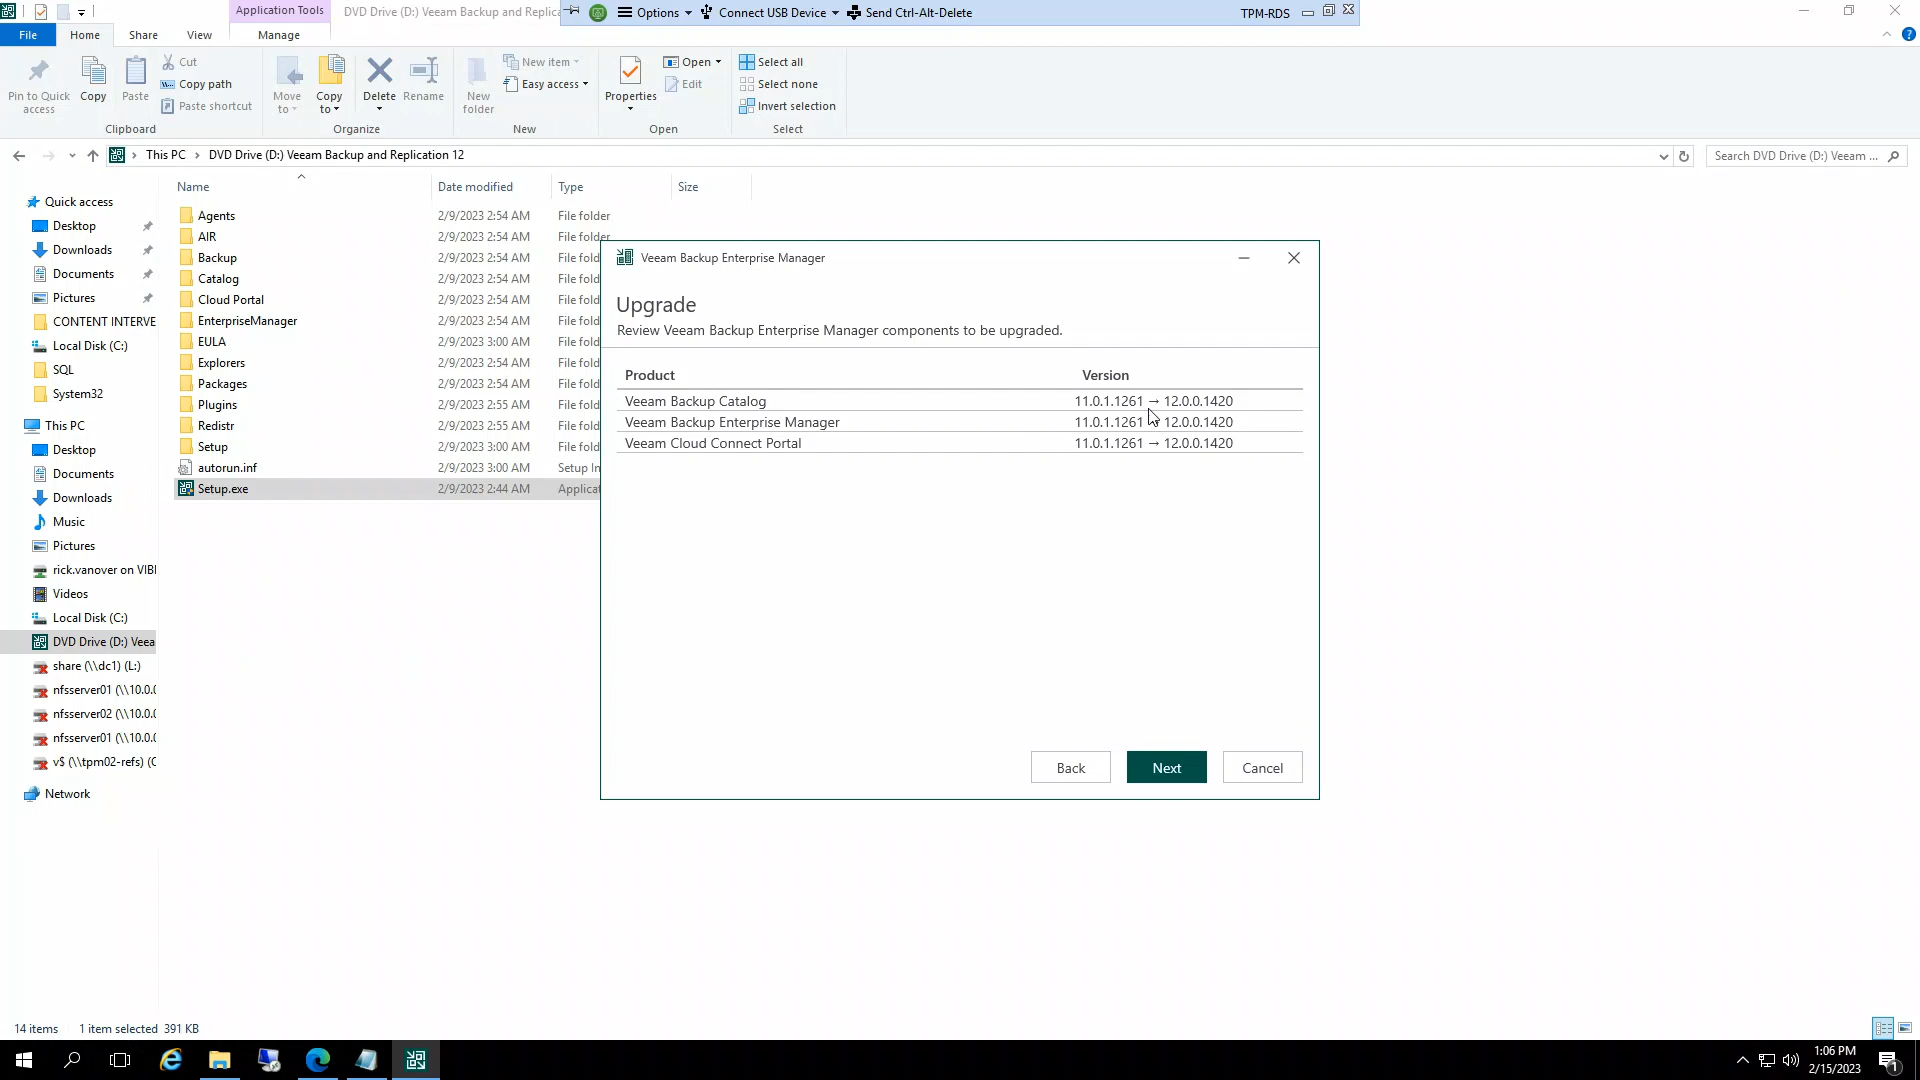 Application Tools
DVD Drive (D:) Veeam Backup and Replica
Options
Connect USB Device
Send Ctrl-Alt-Delete
TPM-RDS
File
Home
Share
View
Manage
Pin to Quick access
Copy
Paste
Cut
Copy path
Paste shortcut
Move to
Copy to
Delete
Rename
New folder
New item
Easy access
Properties
Open
Edit
Select all
Select none
Invert selection
Clipboard
Organize
New
Open
Select
This PC
DVD Drive (D:) Veeam Backup and Replication 12
Search DVD Drive (D:) Veeam ...
Quick access
Desktop
Downloads
Documents
Pictures
CONTENT INTERVE
Local Disk (C:)
SQL
System32
This PC
Desktop
Documents
Downloads
Music
Pictures
rick.vanover on VIBI
Videos
Local Disk (C:)
DVD Drive (D:) Veea
share (\\dc1) (L:)
nfsserver01 (\\10.0.0
nfsserver02 (\\10.0.0
nfsserver01 (\\10.0.0
v$ (\\tpm02-refs) (
Network
Name Date modified Type Size
Agents 2/9/2023 2:54 AM File folder
AIR 2/9/2023 2:54 AM File folder
Backup 2/9/2023 2:54 AM File fold
Catalog 2/9/2023 2:54 AM File fold
Cloud Portal 2/9/2023 2:54 AM File fold
EnterpriseManager 2/9/2023 2:54 AM File fold
EULA 2/9/2023 3:00 AM File fold
Explorers 2/9/2023 2:54 AM File fold
Packages 2/9/2023 2:54 AM File fold
Plugins 2/9/2023 2:55 AM File fold
Redistr 2/9/2023 2:55 AM File fold
Setup 2/9/2023 3:00 AM File fold
autorun.inf 2/9/2023 3:00 AM Setup In
Setup.exe 2/9/2023 2:44 AM Applicat
Veeam Backup Enterprise Manager
Upgrade
Review Veeam Backup Enterprise Manager components to be upgraded.
Product Version
Veeam Backup Catalog 11.0.1.1261 → 12.0.0.1420
Veeam Backup Enterprise Manager 11.0.1.1261 → 12.0.0.1420
Veeam Cloud Connect Portal 11.0.1.1261 → 12.0.0.1420
Back
Next
Cancel
14 items 1 item selected 391 KB
1:06 PM
2/15/2023
1